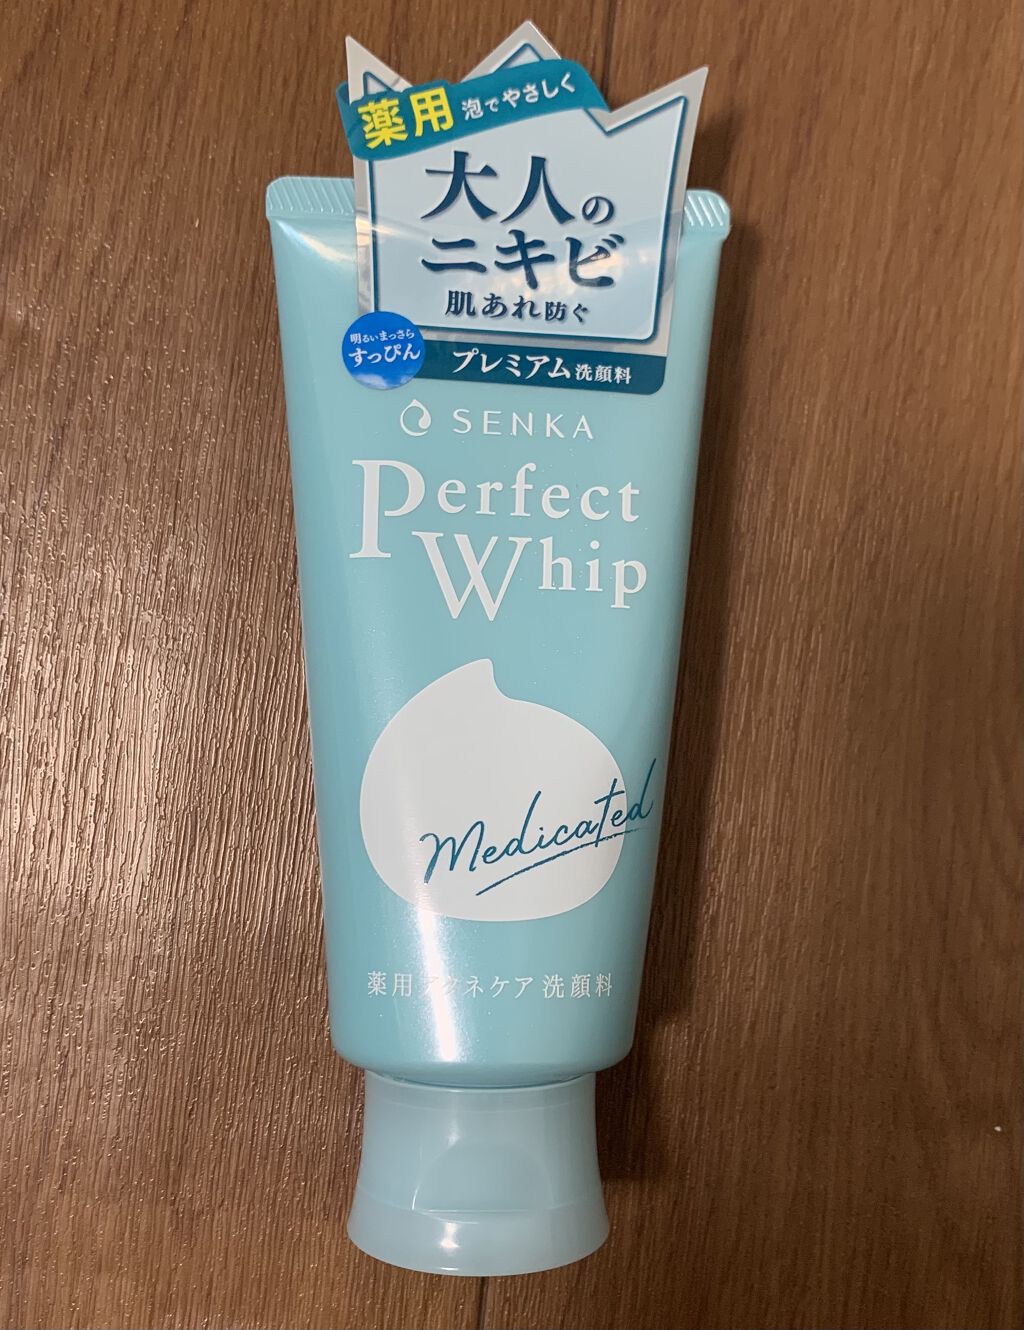 薬用 泡でやさしく
大人の
ニキビ
肌あれ防ぐ
明るいまっさら
すっぴん
プレミアム洗顔料
SENKA
Perfect
Whip
Medicated
薬用アクネケア洗顔料